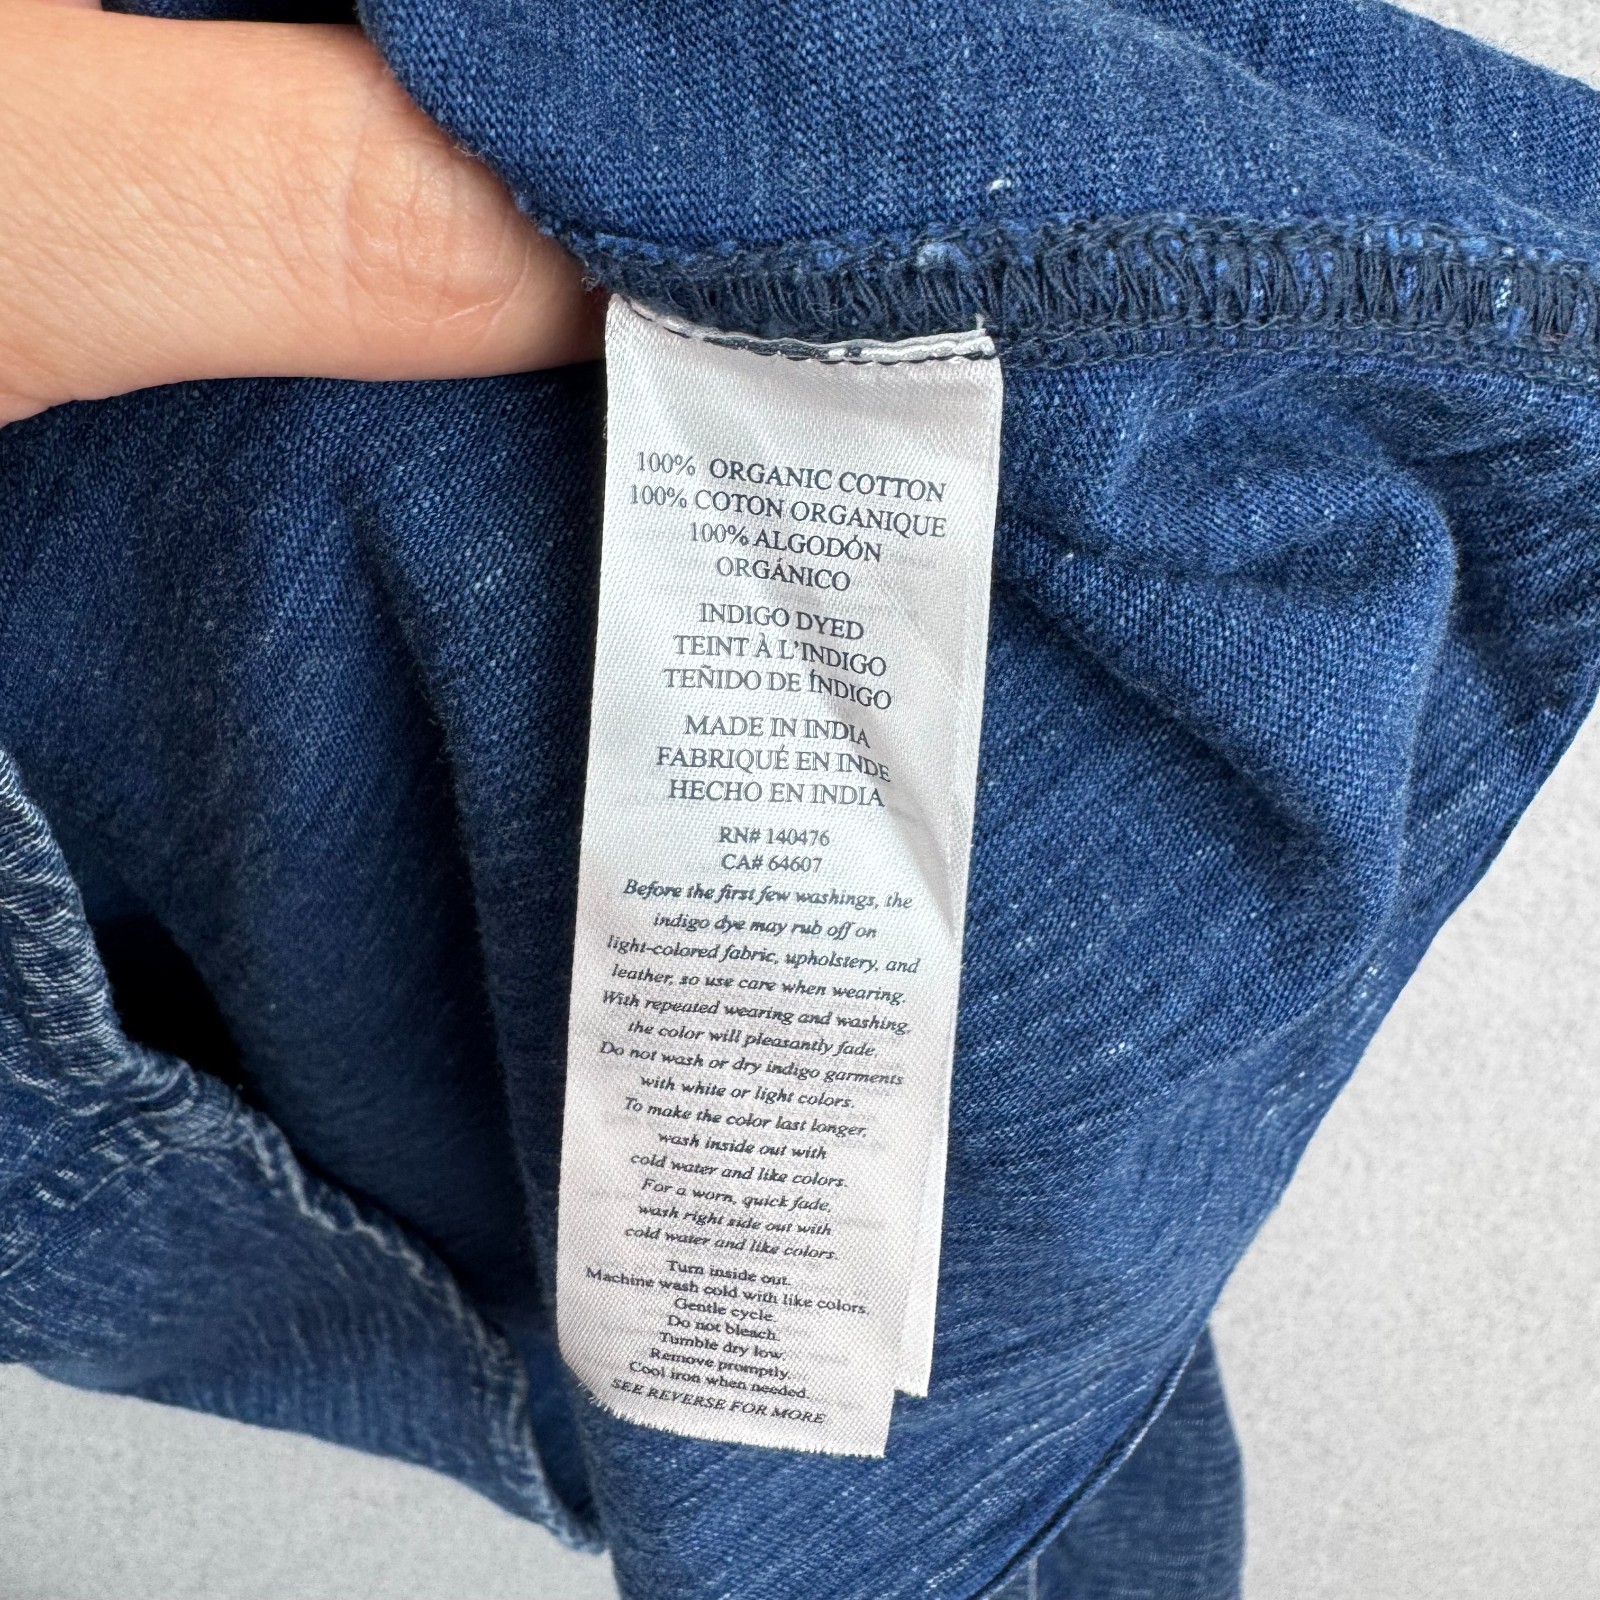 100% ORGANIC COTTON
100% COTON ORGANIQUE
100% ALGODÓN
ORGÁNICO
INDIGO DYED
TEINT À L'INDIGO
TEÑIDO DE ÍNDIGO
MADE IN INDIA
FABRIQUÉ EN INDE
HECHO EN INDIA
RN# 140476
CA# 64607
Before the first few washings, the
indigo dye may rub off on
light-colored fabric, upholstery, and
leather, so use care when wearing.
With repeated wearing and washing,
the color will pleasantly fade.
Do not wash or dry indigo garments
with white or light colors.
To make the color last longer,
wash inside out with
cold water and like colors.
For a worn, quick fade,
wash right side out with
cold water and like colors.
Turn inside out.
Machine wash cold with like colors.
Gentle cycle.
Do not bleach.
Tumble dry low.
Remove promptly.
Cool iron when needed.
SEE REVERSE FOR MORE